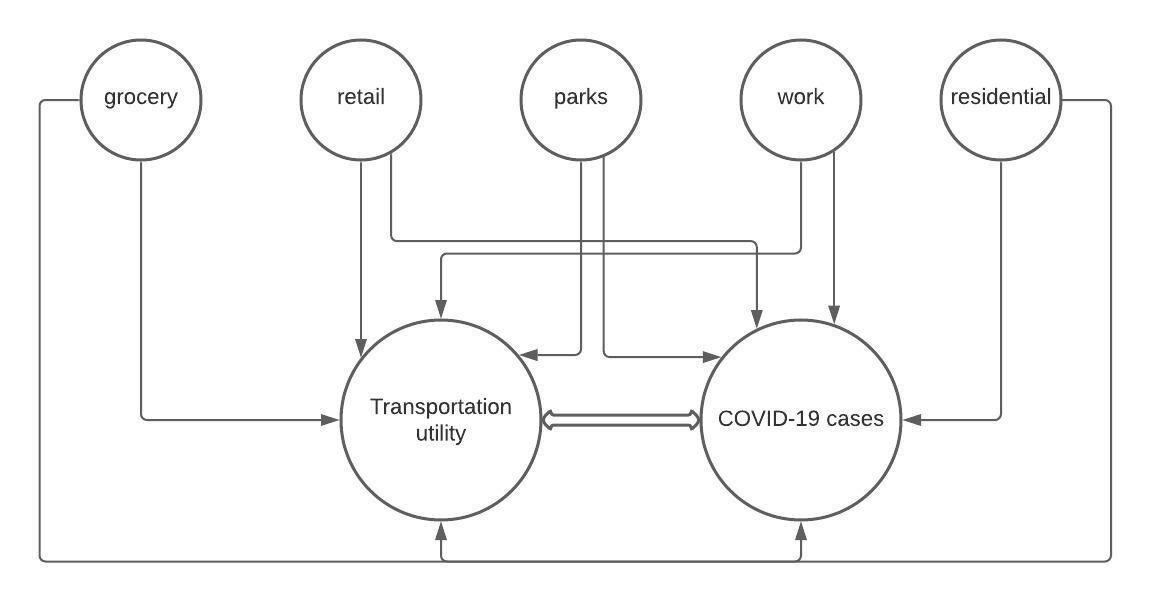 grocery
retail
parks
work
residential
Transportation
utility
COVID-19 cases